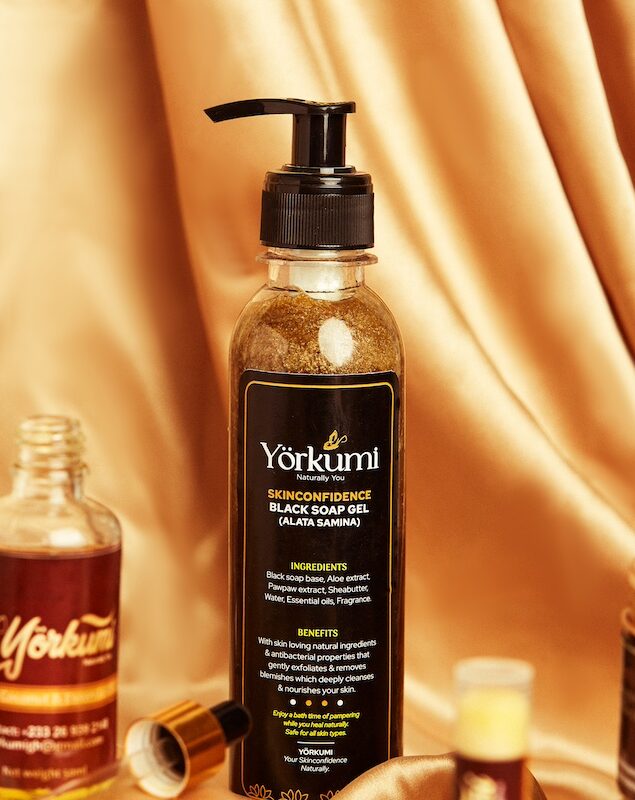 Yörkumi
Naturally You
SKINCONFIDENCE
BLACK SOAP GEL
(ALATA SAMINA)
INGREDIENTS
Black soap base, Aloe extract,
Pawpaw extract, Sheabutter,
Water, Essential oils, Fragrance.
BENEFITS
With skin loving natural ingredients
& antibacterial properties that
gently exfoliates & removes
blemishes which deeply cleanses
& nourishes your skin.
Enjoy a bath time of pampering
while you heal naturally.
Safe for all skin types.
YÖRKUMI
Your Skinconfidence
Naturally.
Yörkumi
Net weight